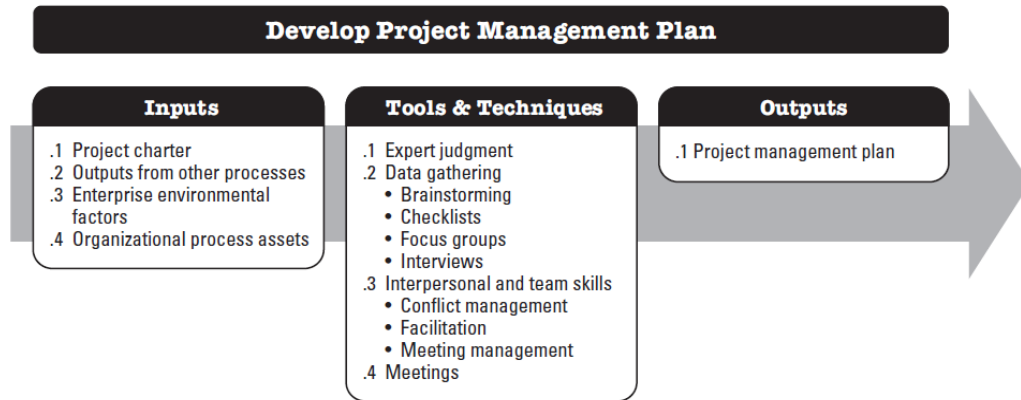 Develop Project Management Plan
Inputs
.1 Project charter
.2 Outputs from other processes
.3 Enterprise environmental
factors
.4 Organizational process assets
Tools & Techniques
.1 Expert judgment
.2 Data gathering
• Brainstorming
• Checklists
• Focus groups
• Interviews
.3 Interpersonal and team skills
• Conflict management
• Facilitation
• Meeting management
.4 Meetings
Outputs
.1 Project management plan